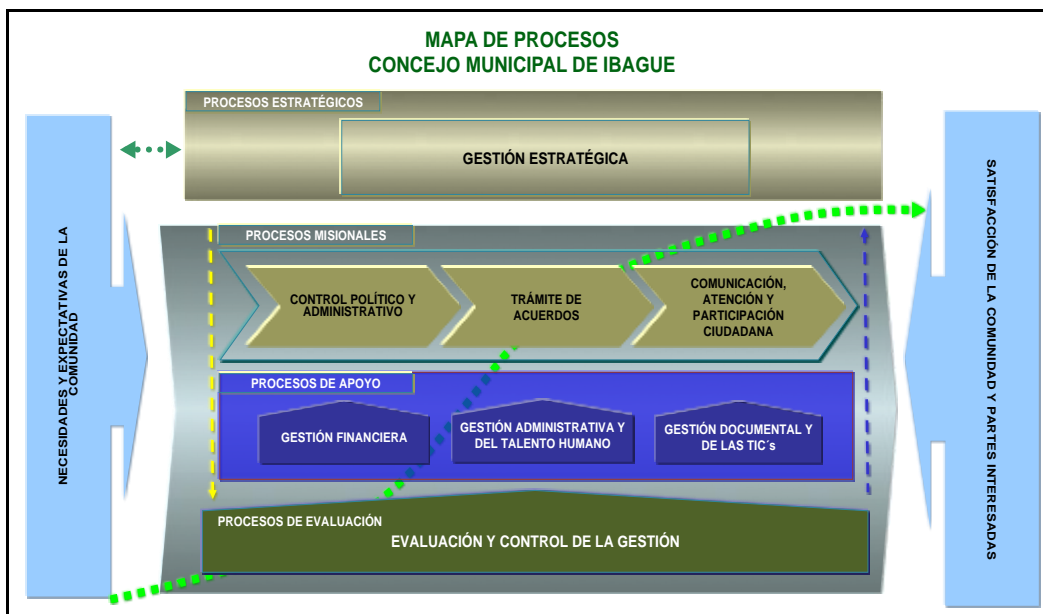 MAPA DE PROCESOS
CONCEJO MUNICIPAL DE IBAGUE
PROCESOS ESTRATÉGICOS
GESTIÓN ESTRATÉGICA
NECESIDADES Y EXPECTATIVAS DE LA
COMUNIDAD
PROCESOS MISIONALES
CONTROL POLÍTICO Y
ADMINISTRATIVO
TRÁMITE DE
ACUERDOS
COMUNICACIÓN,
ATENCIÓN Y
PARTICIPACIÓN
CIUDADANA
PROCESOS DE APOYO
GESTIÓN FINANCIERA
GESTIÓN ADMINISTRATIVA Y
DEL TALENTO HUMANO
GESTIÓN DOCUMENTAL Y
DE LAS TIC´s
PROCESOS DE EVALUACIÓN
EVALUACIÓN Y CONTROL DE LA GESTIÓN
SATISFACCIÓN DE LA COMUNIDAD Y PARTES INTERESADAS